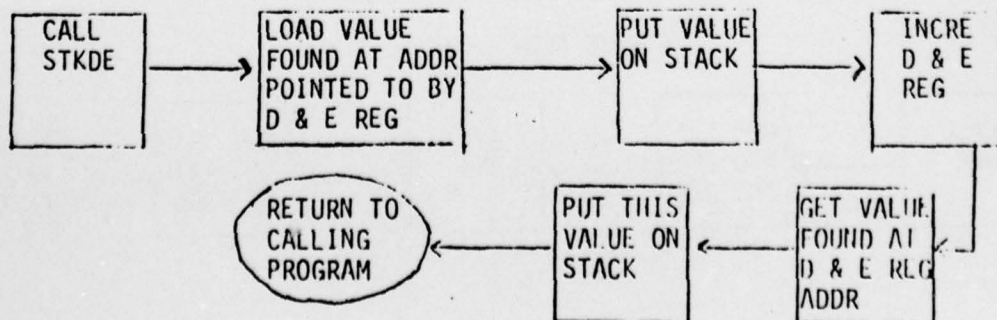 CALL
STKDE
LOAD VALUE
FOUND AT ADDR
POINTED TO BY
D & E REG
PUT VALUE
ON STACK
INCRE
D & E
REG
GET VALUE
FOUND AT
D & E REG
ADDR
PUT THIS
VALUE ON
STACK
RETURN TO
CALLING
PROGRAM